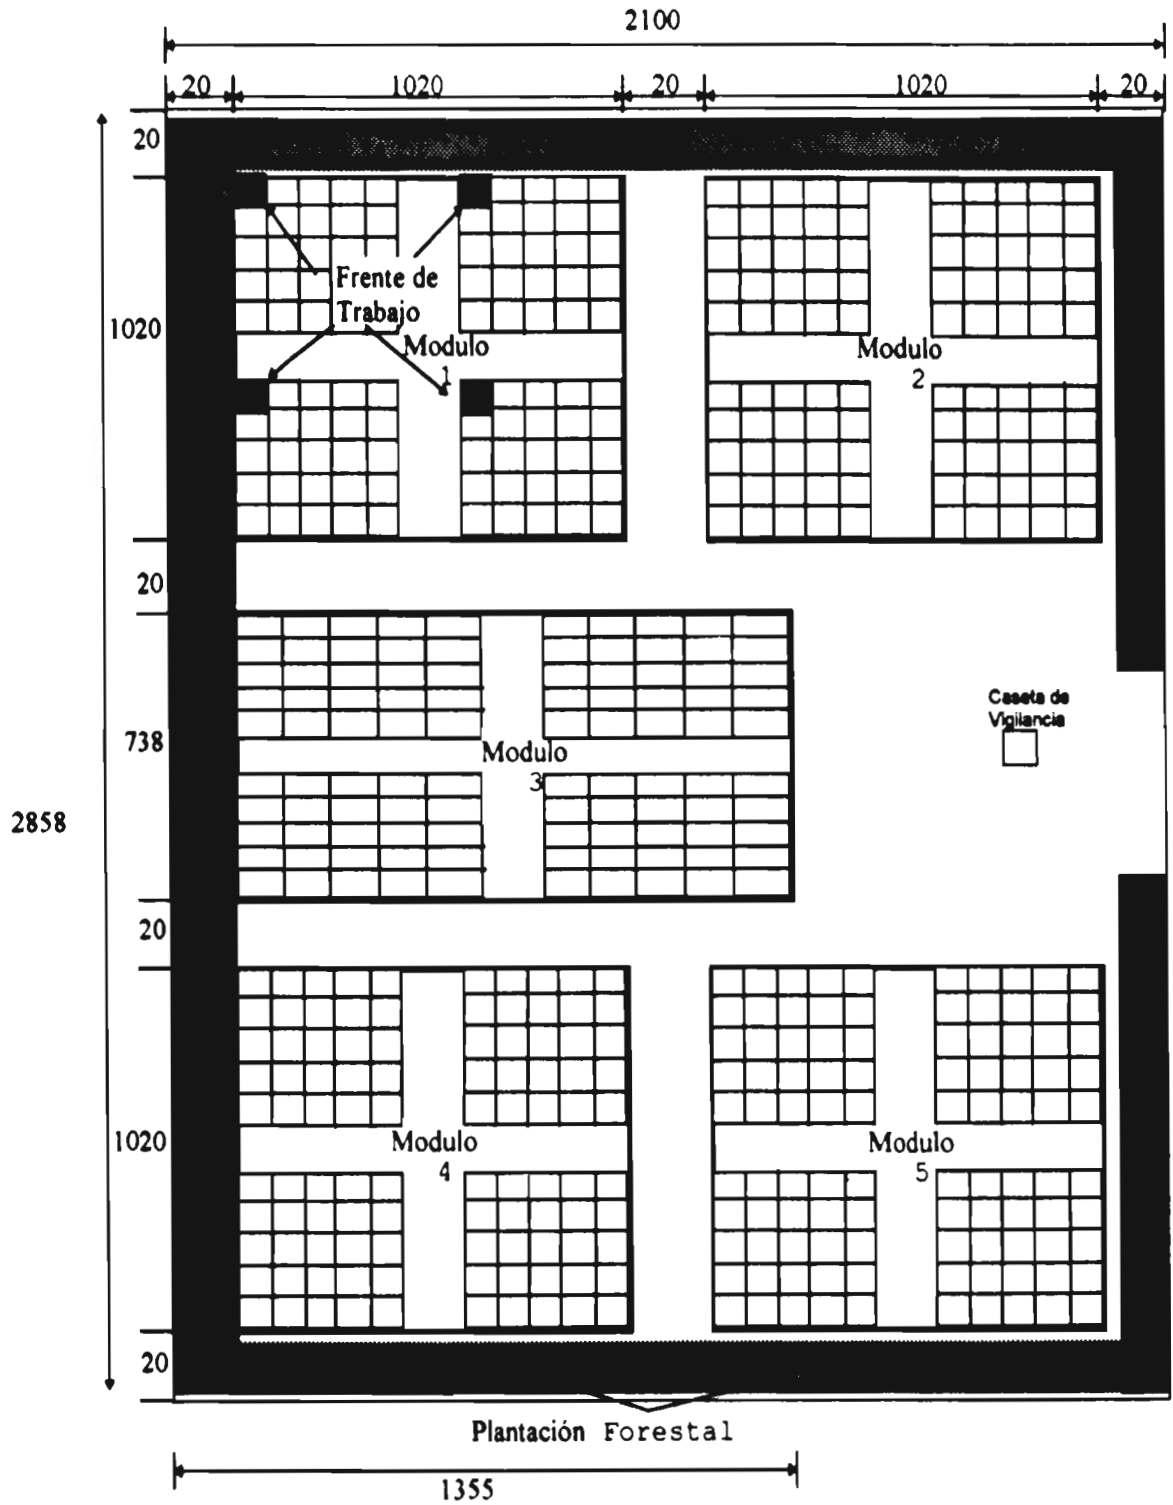 2100
20 1020 20 1020 20
20
Frente de
Trabajo
1020
Modulo
1
Modulo
2
20
Caseta de
Vigilancia
738
Modulo
3
2858
20
1020
Modulo
4
Modulo
5
20
Plantación Forestal
1355